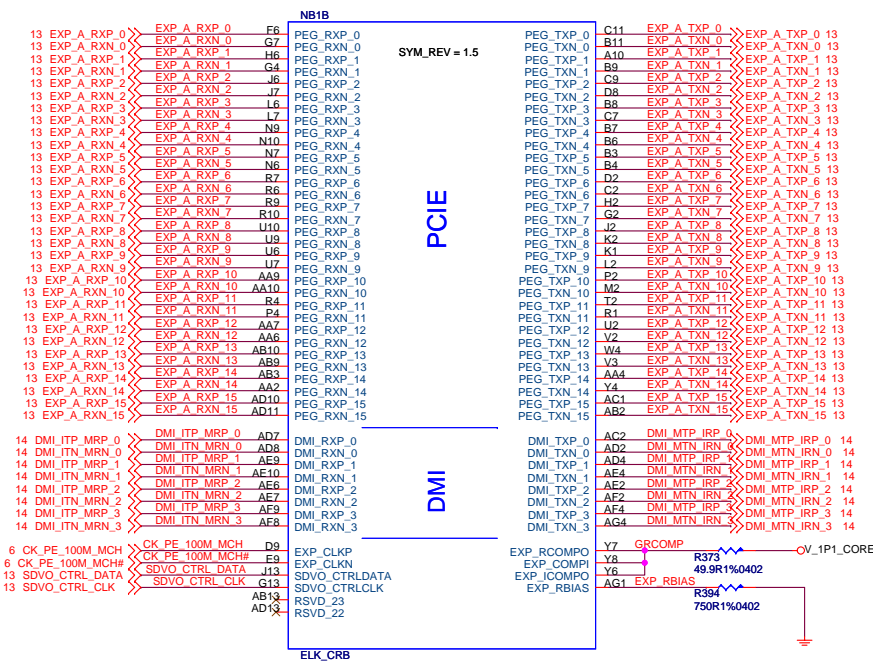 NB1B
SYM_REV = 1.5
PCIE
DMI
13 EXP_A_RXP_0 EXP_A_RXP_0 F6 PEG_RXP_0 PEG_TXP_0 C11 EXP_A_TXP_0 EXP_A_TXP_0 13
13 EXP_A_RXN_0 EXP_A_RXN_0 G7 PEG_RXN_0 PEG_TXN_0 B11 EXP_A_TXN_0 EXP_A_TXN_0 13
13 EXP_A_RXP_1 EXP_A_RXP_1 H6 PEG_RXP_1 PEG_TXP_1 A10 EXP_A_TXP_1 EXP_A_TXP_1 13
13 EXP_A_RXN_1 EXP_A_RXN_1 G4 PEG_RXN_1 PEG_TXN_1 B9 EXP_A_TXN_1 EXP_A_TXN_1 13
13 EXP_A_RXP_2 EXP_A_RXP_2 J6 PEG_RXP_2 PEG_TXP_2 C9 EXP_A_TXP_2 EXP_A_TXP_2 13
13 EXP_A_RXN_2 EXP_A_RXN_2 J7 PEG_RXN_2 PEG_TXN_2 D8 EXP_A_TXN_2 EXP_A_TXN_2 13
13 EXP_A_RXP_3 EXP_A_RXP_3 L6 PEG_RXP_3 PEG_TXP_3 B8 EXP_A_TXP_3 EXP_A_TXP_3 13
13 EXP_A_RXN_3 EXP_A_RXN_3 L7 PEG_RXN_3 PEG_TXN_3 C7 EXP_A_TXN_3 EXP_A_TXN_3 13
13 EXP_A_RXP_4 EXP_A_RXP_4 N9 PEG_RXP_4 PEG_TXP_4 B7 EXP_A_TXP_4 EXP_A_TXP_4 13
13 EXP_A_RXN_4 EXP_A_RXN_4 N10 PEG_RXN_4 PEG_TXN_4 B6 EXP_A_TXN_4 EXP_A_TXN_4 13
13 EXP_A_RXP_5 EXP_A_RXP_5 N7 PEG_RXP_5 PEG_TXP_5 B3 EXP_A_TXP_5 EXP_A_TXP_5 13
13 EXP_A_RXN_5 EXP_A_RXN_5 N6 PEG_RXN_5 PEG_TXN_5 B4 EXP_A_TXN_5 EXP_A_TXN_5 13
13 EXP_A_RXP_6 EXP_A_RXP_6 R7 PEG_RXP_6 PEG_TXP_6 D2 EXP_A_TXP_6 EXP_A_TXP_6 13
13 EXP_A_RXN_6 EXP_A_RXN_6 R6 PEG_RXN_6 PEG_TXN_6 C2 EXP_A_TXN_6 EXP_A_TXN_6 13
13 EXP_A_RXP_7 EXP_A_RXP_7 R9 PEG_RXP_7 PEG_TXP_7 H2 EXP_A_TXP_7 EXP_A_TXP_7 13
13 EXP_A_RXN_7 EXP_A_RXN_7 R10 PEG_RXN_7 PEG_TXN_7 G2 EXP_A_TXN_7 EXP_A_TXN_7 13
13 EXP_A_RXP_8 EXP_A_RXP_8 U10 PEG_RXP_8 PEG_TXP_8 J2 EXP_A_TXP_8 EXP_A_TXP_8 13
13 EXP_A_RXN_8 EXP_A_RXN_8 U9 PEG_RXN_8 PEG_TXN_8 K2 EXP_A_TXN_8 EXP_A_TXN_8 13
13 EXP_A_RXP_9 EXP_A_RXP_9 U6 PEG_RXP_9 PEG_TXP_9 K1 EXP_A_TXP_9 EXP_A_TXP_9 13
13 EXP_A_RXN_9 EXP_A_RXN_9 U7 PEG_RXN_9 PEG_TXN_9 L2 EXP_A_TXN_9 EXP_A_TXN_9 13
13 EXP_A_RXP_10 EXP_A_RXP_10 AA9 PEG_RXP_10 PEG_TXP_10 P2 EXP_A_TXP_10 EXP_A_TXP_10 13
13 EXP_A_RXN_10 EXP_A_RXN_10 AA10 PEG_RXN_10 PEG_TXN_10 M2 EXP_A_TXN_10 EXP_A_TXN_10 13
13 EXP_A_RXP_11 EXP_A_RXP_11 R4 PEG_RXP_11 PEG_TXP_11 T2 EXP_A_TXP_11 EXP_A_TXP_11 13
13 EXP_A_RXN_11 EXP_A_RXN_11 P4 PEG_RXN_11 PEG_TXN_11 R1 EXP_A_TXN_11 EXP_A_TXN_11 13
13 EXP_A_RXP_12 EXP_A_RXP_12 AA7 PEG_RXP_12 PEG_TXP_12 U2 EXP_A_TXP_12 EXP_A_TXP_12 13
13 EXP_A_RXN_12 EXP_A_RXN_12 AA6 PEG_RXN_12 PEG_TXN_12 V2 EXP_A_TXN_12 EXP_A_TXN_12 13
13 EXP_A_RXP_13 EXP_A_RXP_13 AB10 PEG_RXP_13 PEG_TXP_13 W4 EXP_A_TXP_13 EXP_A_TXP_13 13
13 EXP_A_RXN_13 EXP_A_RXN_13 AB9 PEG_RXN_13 PEG_TXN_13 V3 EXP_A_TXN_13 EXP_A_TXN_13 13
13 EXP_A_RXP_14 EXP_A_RXP_14 AB3 PEG_RXP_14 PEG_TXP_14 AA4 EXP_A_TXP_14 EXP_A_TXP_14 13
13 EXP_A_RXN_14 EXP_A_RXN_14 AA2 PEG_RXN_14 PEG_TXN_14 Y4 EXP_A_TXN_14 EXP_A_TXN_14 13
13 EXP_A_RXP_15 EXP_A_RXP_15 AD10 PEG_RXP_15 PEG_TXP_15 AC1 EXP_A_TXP_15 EXP_A_TXP_15 13
13 EXP_A_RXN_15 EXP_A_RXN_15 AD11 PEG_RXN_15 PEG_TXN_15 AB2 EXP_A_TXN_15 EXP_A_TXN_15 13
14 DMI_ITP_MRP_0 DMI_ITP_MRP_0 AD7 DMI_RXP_0 DMI_TXP_0 AC2 DMI_MTP_IRP_0 DMI_MTP_IRP_0 14
14 DMI_ITN_MRN_0 DMI_ITN_MRN_0 AD8 DMI_RXN_0 DMI_TXN_0 AD2 DMI_MTN_IRN_0 DMI_MTN_IRN_0 14
14 DMI_ITP_MRP_1 DMI_ITP_MRP_1 AE9 DMI_RXP_1 DMI_TXP_1 AD4 DMI_MTP_IRP_1 DMI_MTP_IRP_1 14
14 DMI_ITN_MRN_1 DMI_ITN_MRN_1 AE10 DMI_RXN_1 DMI_TXN_1 AE4 DMI_MTN_IRN_1 DMI_MTN_IRN_1 14
14 DMI_ITP_MRP_2 DMI_ITP_MRP_2 AE6 DMI_RXP_2 DMI_TXP_2 AE2 DMI_MTP_IRP_2 DMI_MTP_IRP_2 14
14 DMI_ITN_MRN_2 DMI_ITN_MRN_2 AE7 DMI_RXN_2 DMI_TXN_2 AF2 DMI_MTN_IRN_2 DMI_MTN_IRN_2 14
14 DMI_ITP_MRP_3 DMI_ITP_MRP_3 AF9 DMI_RXP_3 DMI_TXP_3 AF4 DMI_MTP_IRP_3 DMI_MTP_IRP_3 14
14 DMI_ITN_MRN_3 DMI_ITN_MRN_3 AF8 DMI_RXN_3 DMI_TXN_3 AG4 DMI_MTN_IRN_3 DMI_MTN_IRN_3 14
6 CK_PE_100M_MCH CK_PE_100M_MCH D9 EXP_CLKP EXP_RCOMPO Y7 GRCOMP V_1P1_CORE
6 CK_PE_100M_MCH# CK_PE_100M_MCH# E9 EXP_CLKN EXP_COMPI Y8 R373
13 SDVO_CTRL_DATA SDVO_CTRL_DATA J13 SDVO_CTRLDATA EXP_ICOMPO Y6 49.9R1%0402
13 SDVO_CTRL_CLK SDVO_CTRL_CLK G13 SDVO_CTRLCLK EXP_RBIAS AG1 EXP_RBIAS R394
AB13 RSVD_23 750R1%0402
AD13 RSVD_22
ELK_CRB